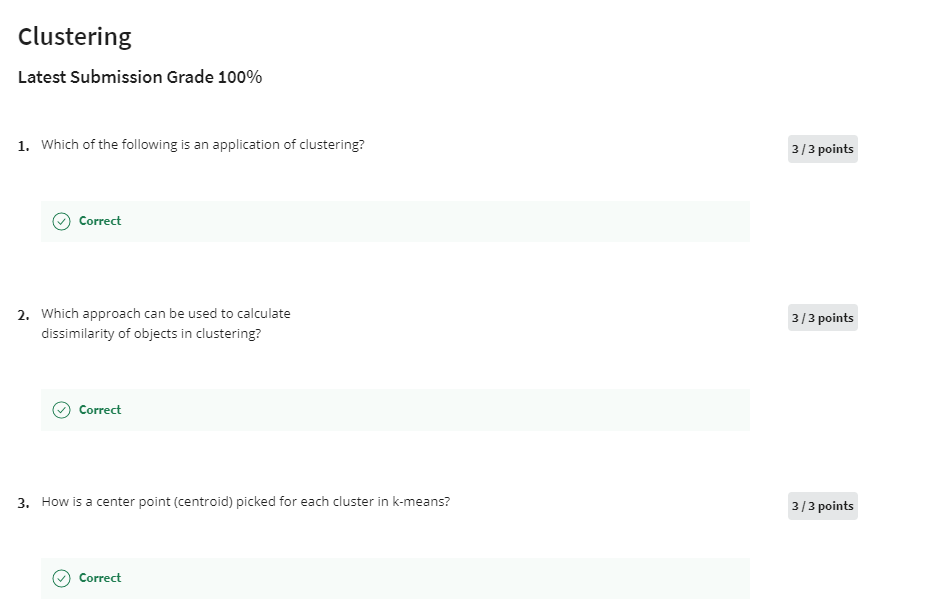 Clustering
Latest Submission Grade 100%
1. Which of the following is an application of clustering?
3 / 3 points
Correct
2. Which approach can be used to calculate
dissimilarity of objects in clustering?
3 / 3 points
Correct
3. How is a center point (centroid) picked for each cluster in k-means?
3 / 3 points
Correct